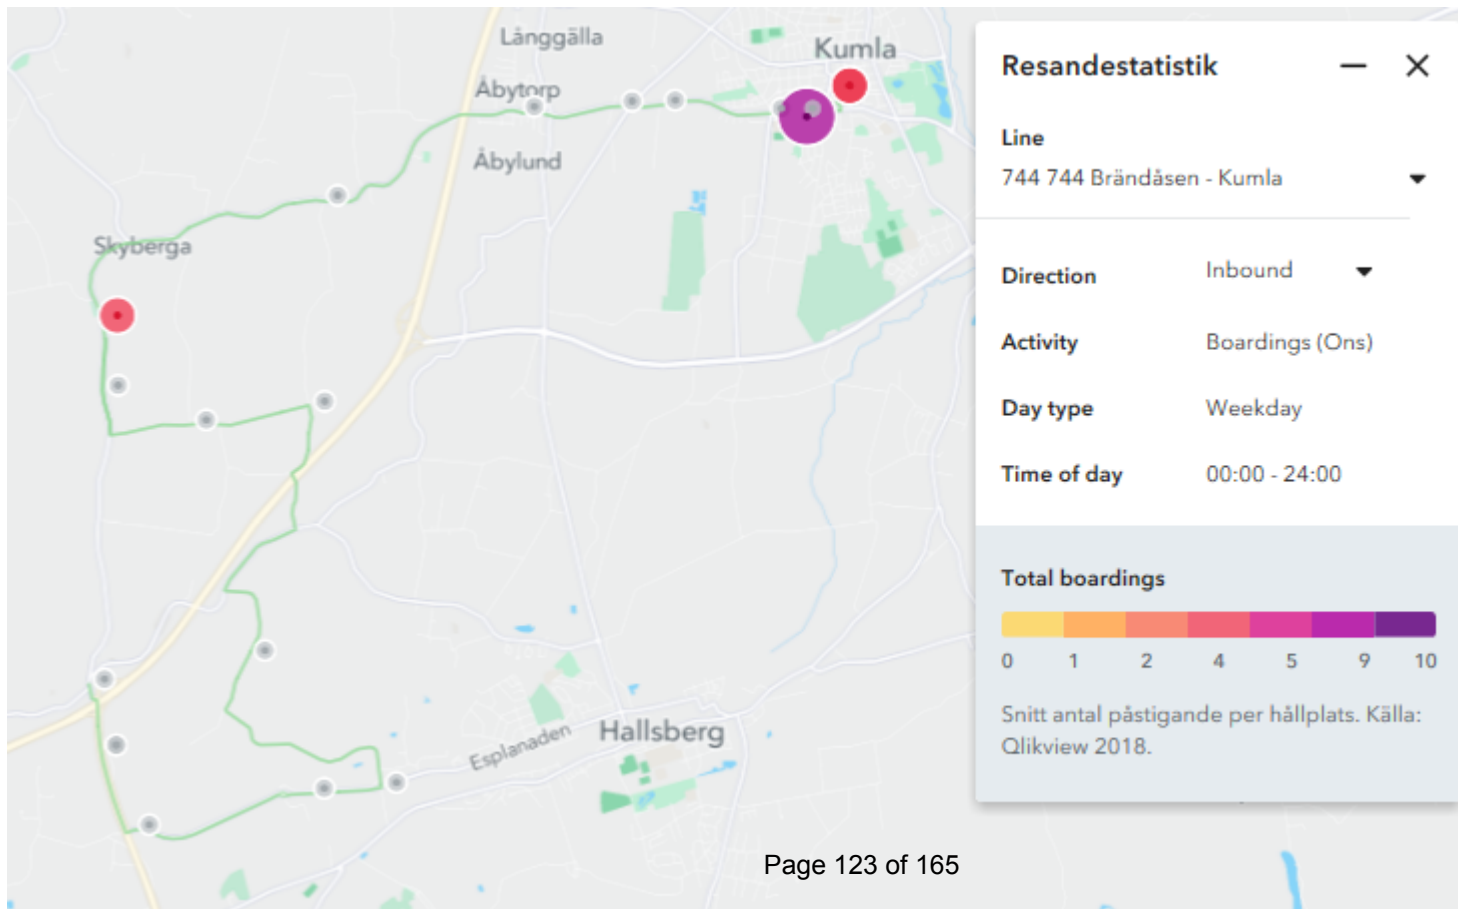 Långgälla
Kumla
Åbytorp
Åbylund
Skyberga
Hallsberg
Esplanaden
Resandestatistik
Line
744 744 Brändåsen - Kumla
Direction Inbound
Activity Boardings (Ons)
Day type Weekday
Time of day 00:00 - 24:00
Total boardings
0 1 2 4 5 9 10
Snitt antal påstigande per hållplats. Källa:
Qlikview 2018.
Page 123 of 165